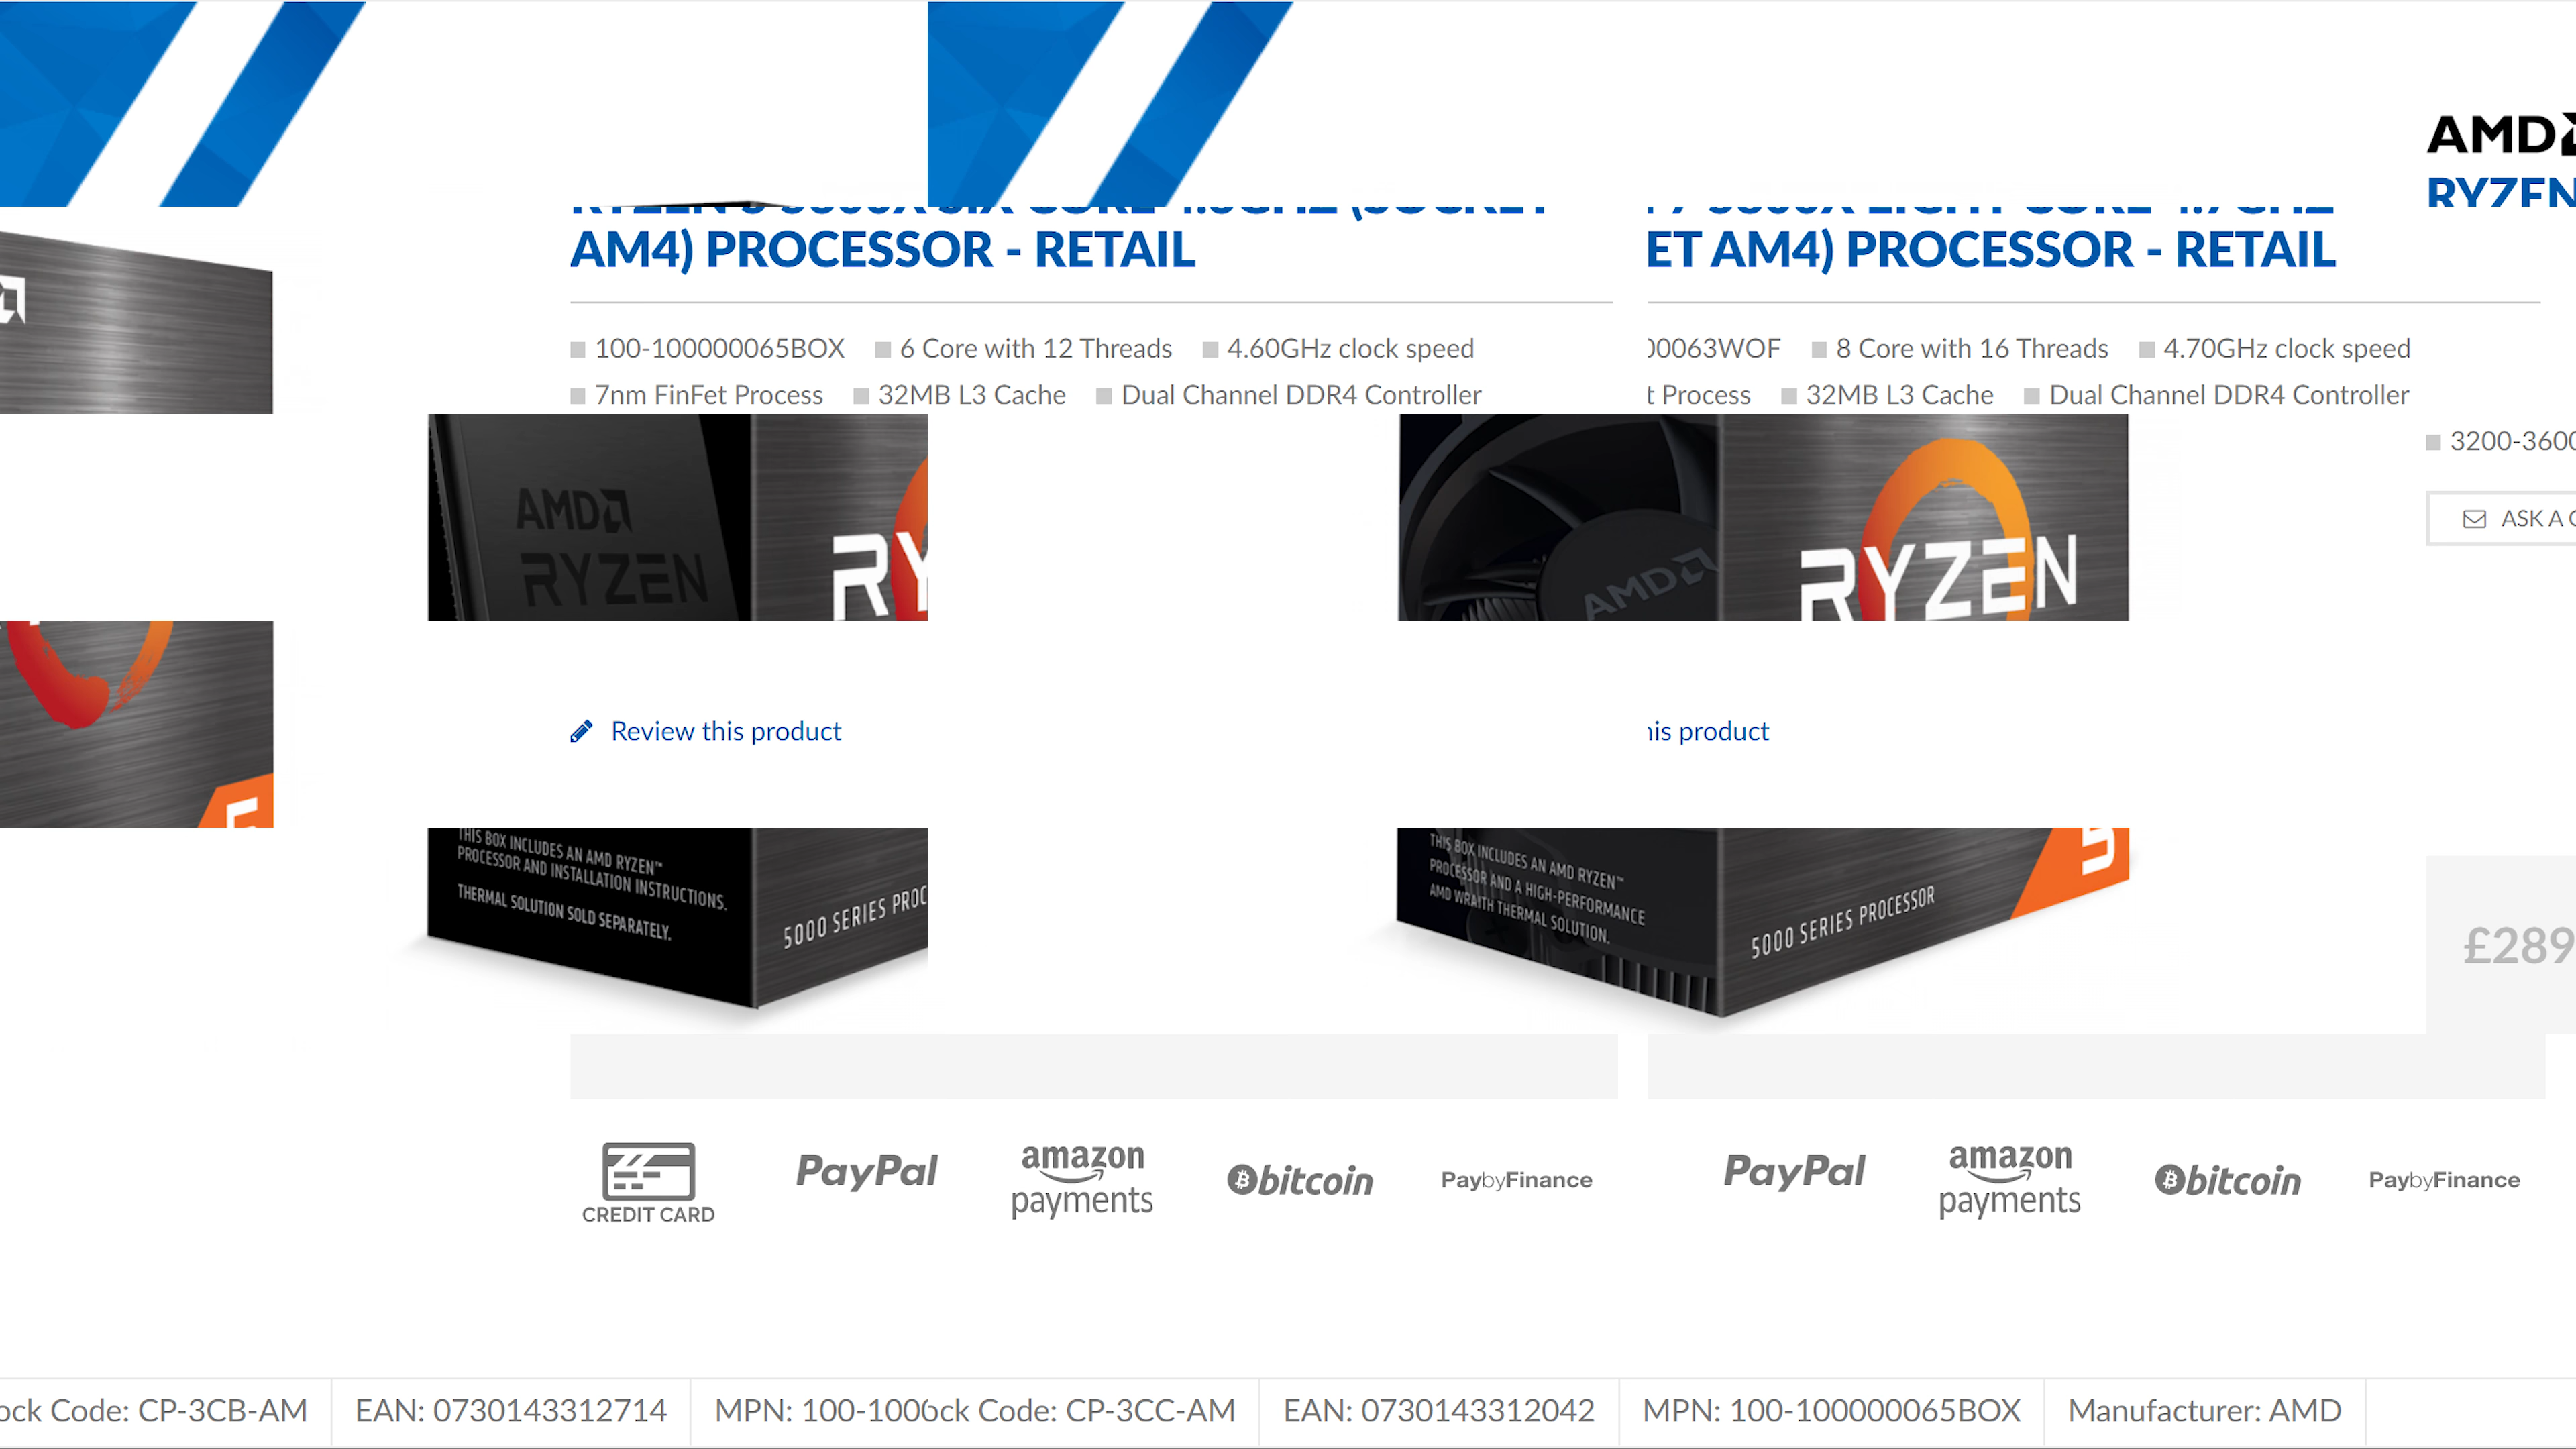 AMD
RYZEN
AM4) PROCESSOR - RETAIL
ET AM4) PROCESSOR - RETAIL
100-100000065BOX 6 Core with 12 Threads 4.60GHz clock speed
0063WOF 8 Core with 16 Threads 4.70GHz clock speed
7nm FinFet Process 32MB L3 Cache Dual Channel DDR4 Controller
t Process 32MB L3 Cache Dual Channel DDR4 Controller
3200-3600
ASK A
AMD
RYZEN
RY
AMD
RYZEN
Review this product
his product
5
THIS BOX INCLUDES AN AMD RYZEN™
PROCESSOR AND INSTALLATION INSTRUCTIONS.
THERMAL SOLUTION SOLD SEPARATELY.
5000 SERIES PROC
THIS BOX INCLUDES AN AMD RYZEN™
PROCESSOR AND A HIGH-PERFORMANCE
AMD WRAITH THERMAL SOLUTION.
5000 SERIES PROCESSOR
5
£289
CREDIT CARD
PayPal
amazon
payments
bitcoin
PaybyFinance
PayPal
amazon
payments
bitcoin
PaybyFinance
ock Code: CP-3CB-AM EAN: 0730143312714 MPN: 100-100 ock Code: CP-3CC-AM EAN: 0730143312042 MPN: 100-100000065BOX Manufacturer: AMD